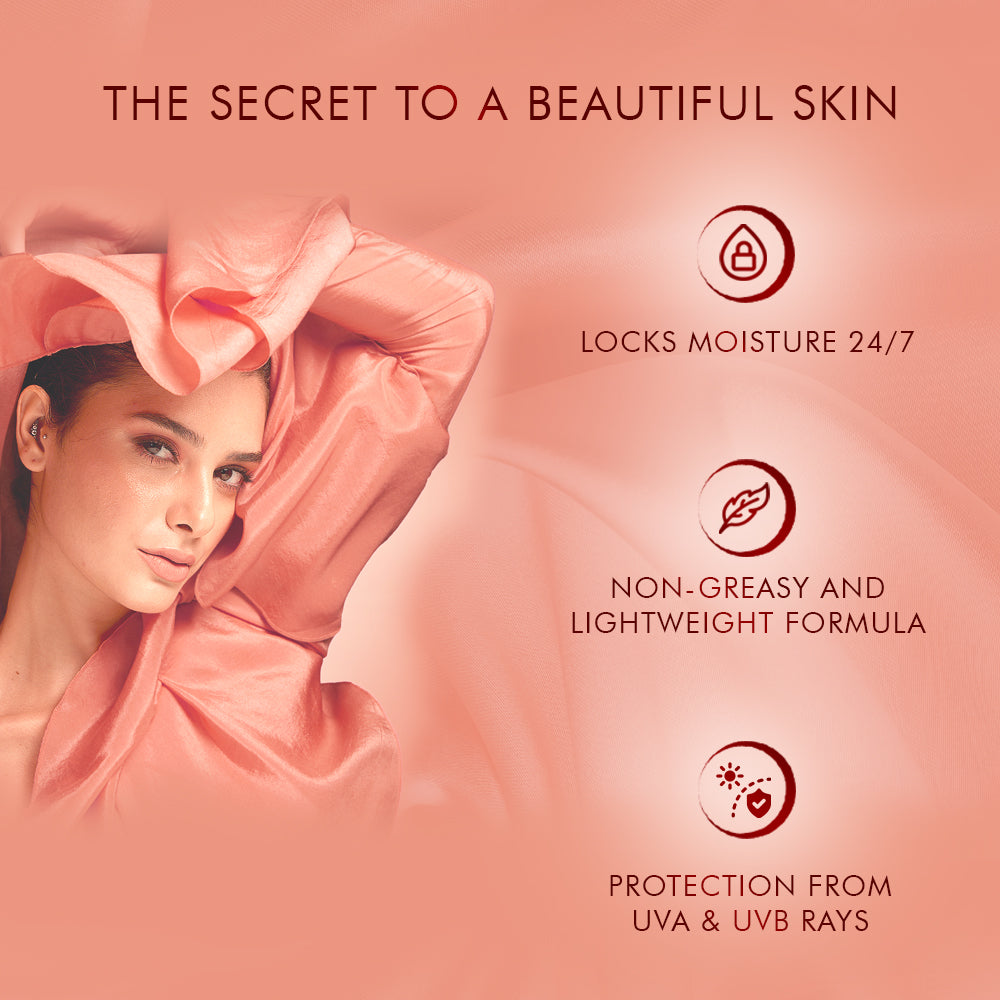 THE SECRET TO A BEAUTIFUL SKIN
LOCKS MOISTURE 24/7
NON-GREASY AND
LIGHTWEIGHT FORMULA
PROTECTION FROM
UVA & UVB RAYS